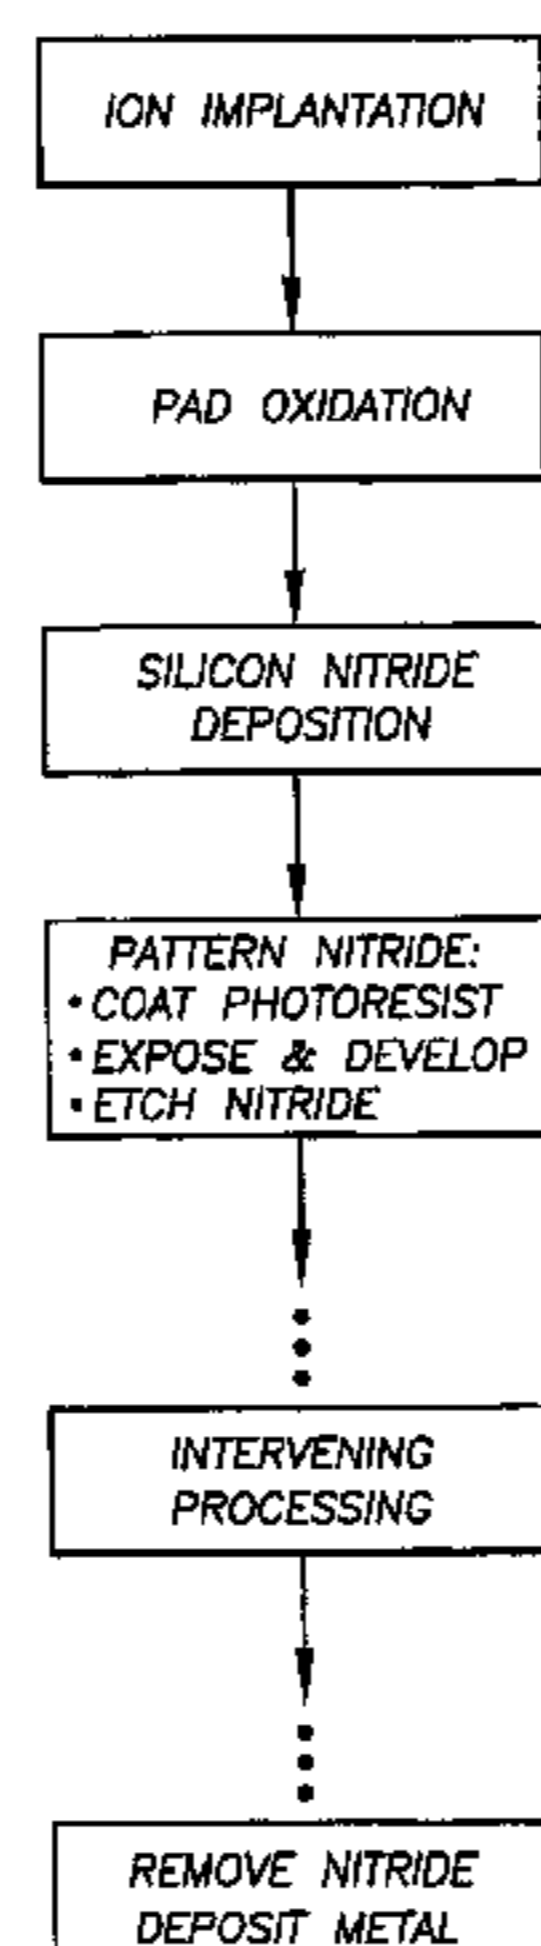 ION IMPLANTATION
PAD OXIDATION
SILICON NITRIDE
DEPOSITION
PATTERN NITRIDE:
• COAT PHOTORESIST
• EXPOSE & DEVELOP
• ETCH NITRIDE
INTERVENING
PROCESSING
REMOVE NITRIDE
DEPOSIT METAL